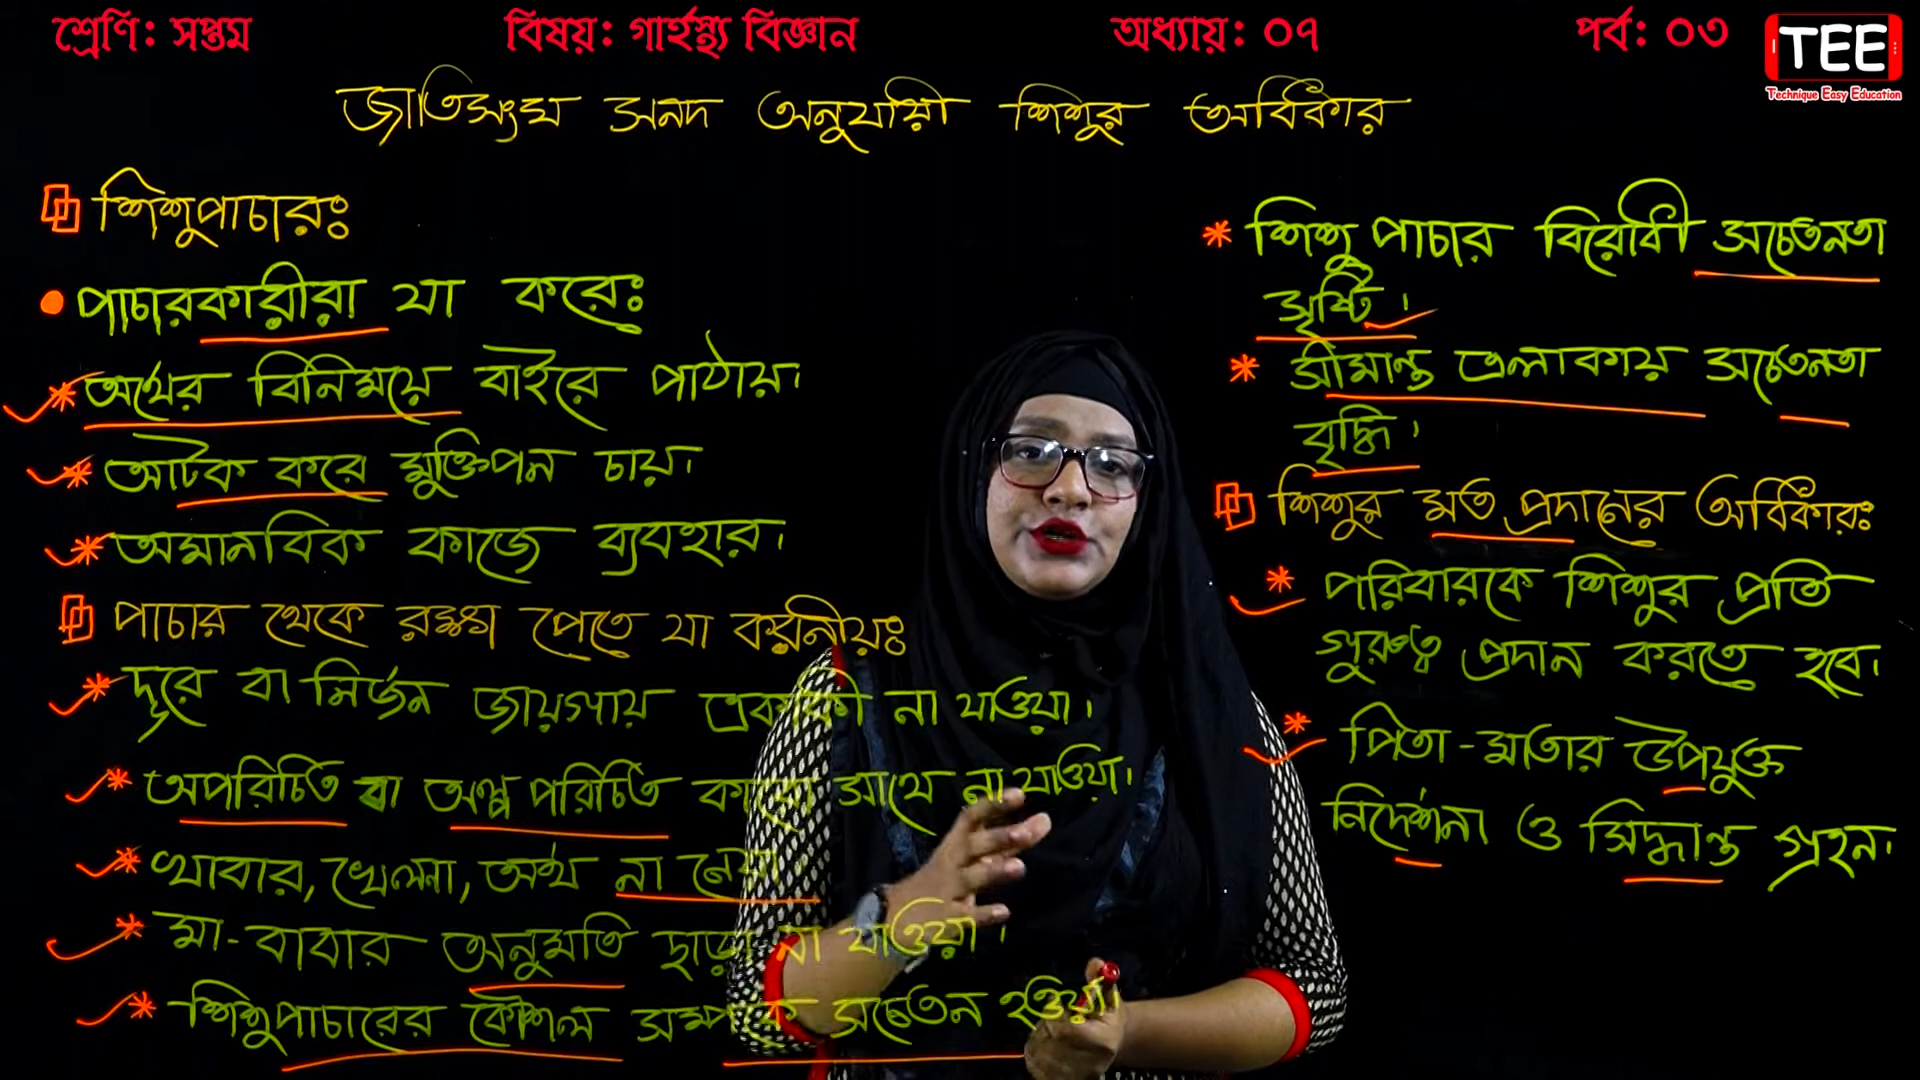 শ্রেণি: সপ্তম বিষয়: গার্হস্থ্য বিজ্ঞান অধ্যায়: ০৭ পর্ব: ০৩
TEE
Technique Easy Education
জাতিসংঘ সনদ অনুযায়ী শিশুর অধিকার
শিশুপাচারঃ
• পাচারকারীরা যা করেঃ
* অর্থের বিনিময়ে বাইরে পাঠায়।
* আটক করে মুক্তিপন চায়।
* অমানবিক কাজে ব্যবহার।
পাচার থেকে রক্ষা পেতে যা করনীয়ঃ
* দূরে বা নির্জন জায়গায় একাকী না যাওয়া।
* অপরিচিত বা অল্প পরিচিত কারো সাথে না যাওয়া।
* খাবার, খেলনা, অর্থ না নেয়া
* মা-বাবার অনুমতি ছাড়া না যাওয়া।
* শিশুপাচারের কৌশল সম্পর্কে সচেতন হওয়া।
* শিশু পাচার বিরোধী সচেতনতা
সৃষ্টি।
* সীমান্ত এলাকায় সচেতনতা
বৃদ্ধি।
শিশুর মত প্রদানের অধিকারঃ
* পরিবারকে শিশুর প্রতি
গুরুত্ব প্রদান করতে হবে।
* পিতা-মাতার উপযুক্ত
নির্দেশনা ও সিদ্ধান্ত গ্রহন।